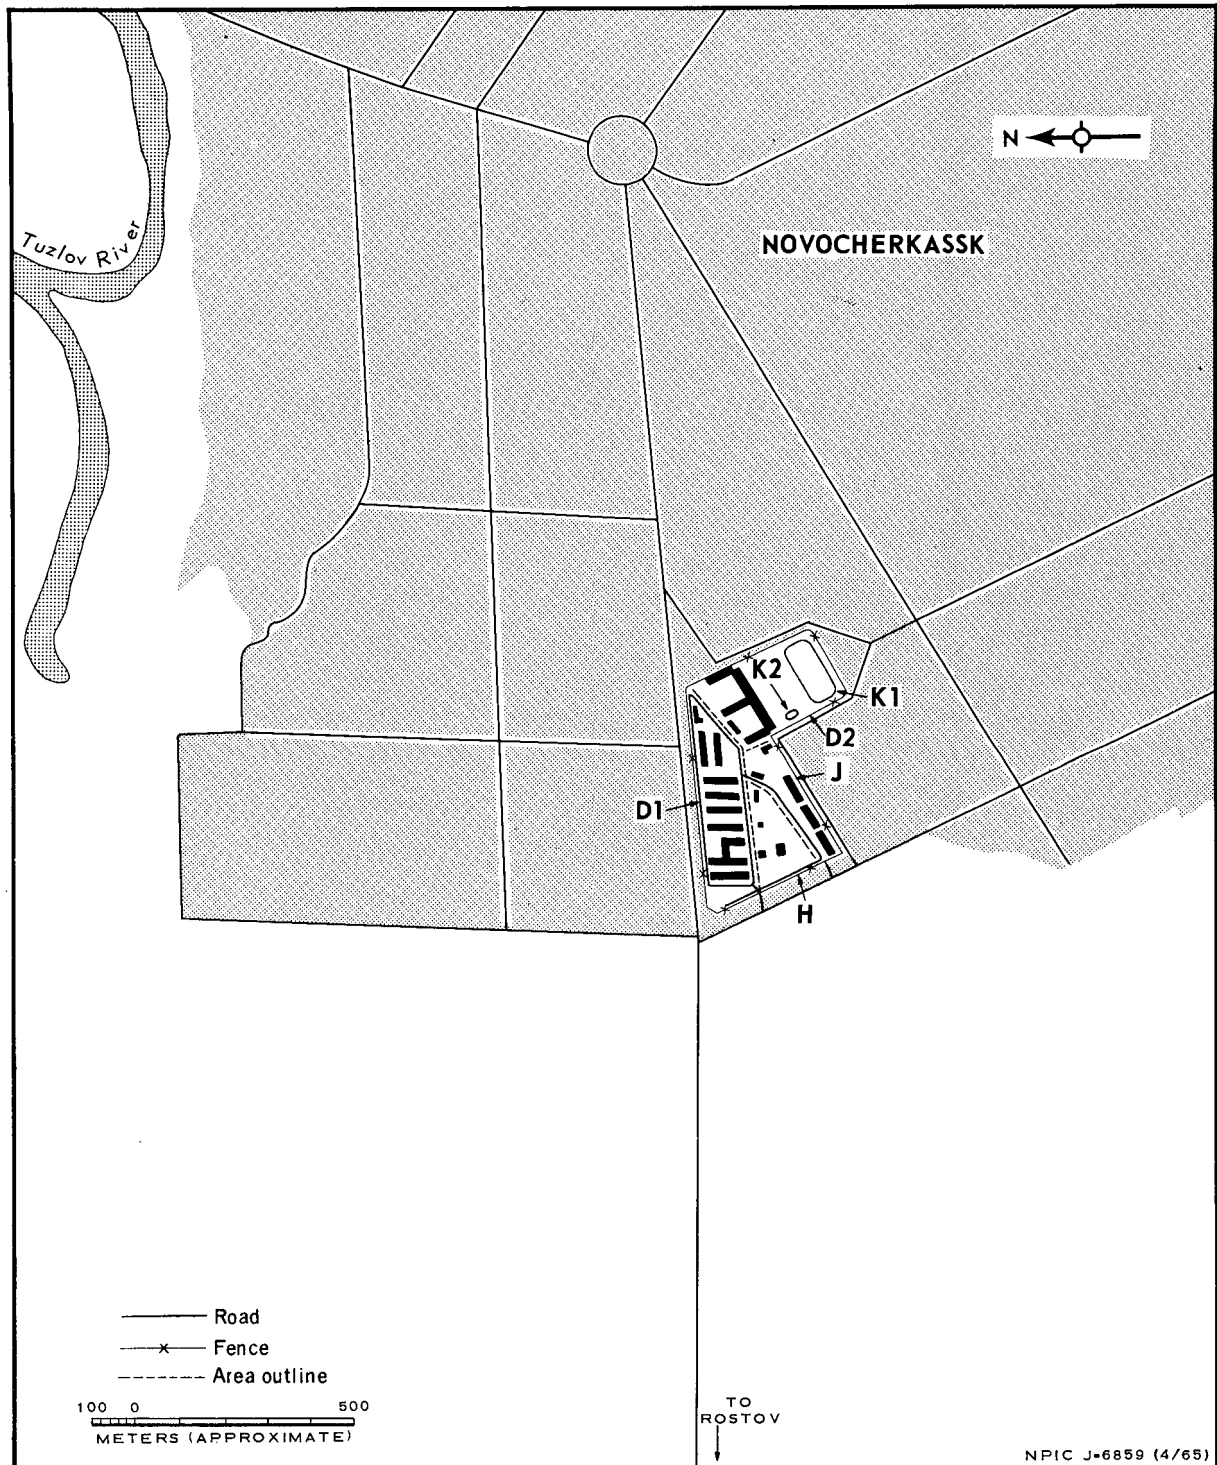 N
Tuzlov River
NOVOCHERKASSK
K2
K1
D2
J
D1
H
Road
Fence
Area outline
100 0 500
METERS (APPROXIMATE)
TO
ROSTOV
NPIC J-6859 (4/65)